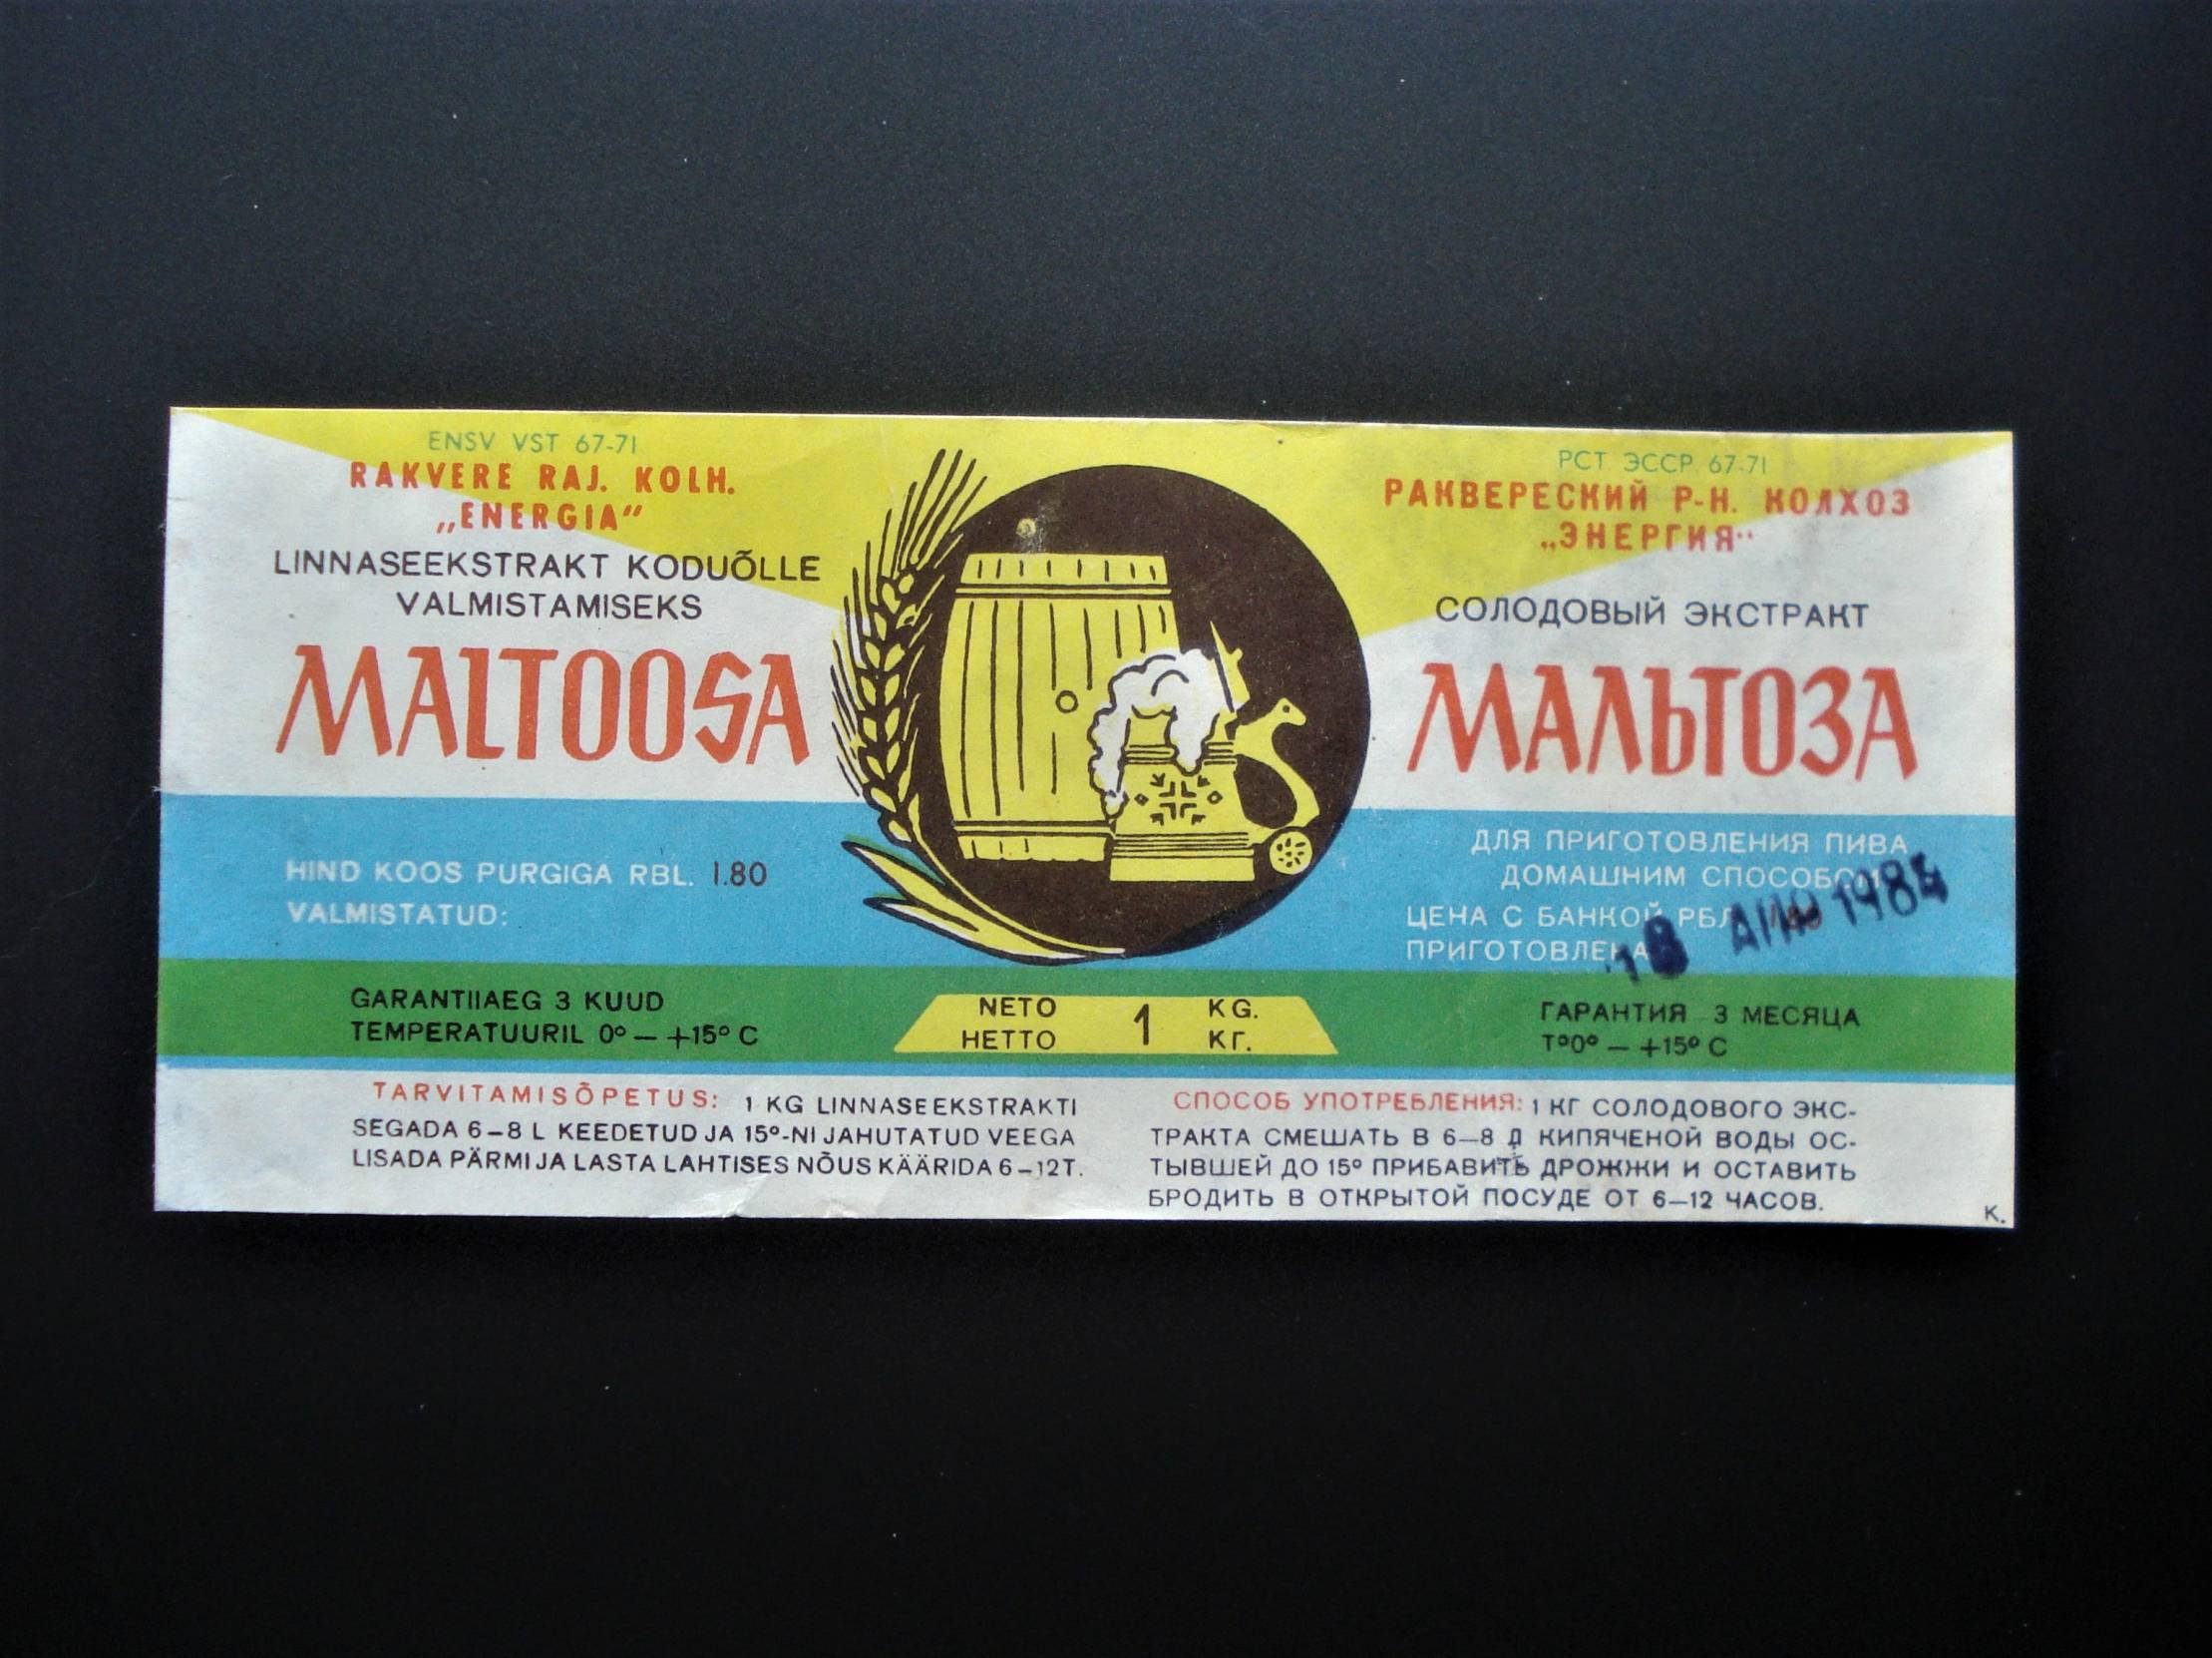 ENSV VST 67-71
RAKVERE RAJ. KOLH.
„ENERGIA“
LINNASEEKSTRAKT KODUÕLLE
VALMISTAMISEKS
MALTOOSA
HIND KOOS PURGIGA RBL. 1.80
VALMISTATUD:
GARANTIIAEG 3 KUUD
TEMPERATUURIL 0° — +15° C
NETO 1 KG.
НЕТТО КГ.
TARVITAMISÕPETUS: 1 KG LINNASEEKSTRAKTI
SEGADA 6–8 L KEEDETUD JA 15°-NI JAHUTATUD VEEGA
LISADA PÄRMI JA LASTA LAHTISES NÕUS KÄÄRIDA 6–12T.
РСТ ЭССР 67-71
РАКВЕРЕСКИЙ Р-Н. КОЛХОЗ
„ЭНЕРГИЯ“
СОЛОДОВЫЙ ЭКСТРАКТ
МАЛЬТОЗА
ДЛЯ ПРИГОТОВЛЕНИЯ ПИВА
ДОМАШНИМ СПОСОБОМ
ЦЕНА С БАНКОЙ РБЛ.
ПРИГОТОВЛЕНА
18
ГАРАНТИЯ 3 МЕСЯЦА
Т°0° — +15° С
СПОСОБ УПОТРЕБЛЕНИЯ: 1 КГ СОЛОДОВОГО ЭКС-
ТРАКТА СМЕШАТЬ В 6–8 Л КИПЯЧЕНОЙ ВОДЫ ОС-
ТЫВШЕЙ ДО 15° ПРИБАВИТЬ ДРОЖЖИ И ОСТАВИТЬ
БРОДИТЬ В ОТКРЫТОЙ ПОСУДЕ ОТ 6–12 ЧАСОВ.
К.